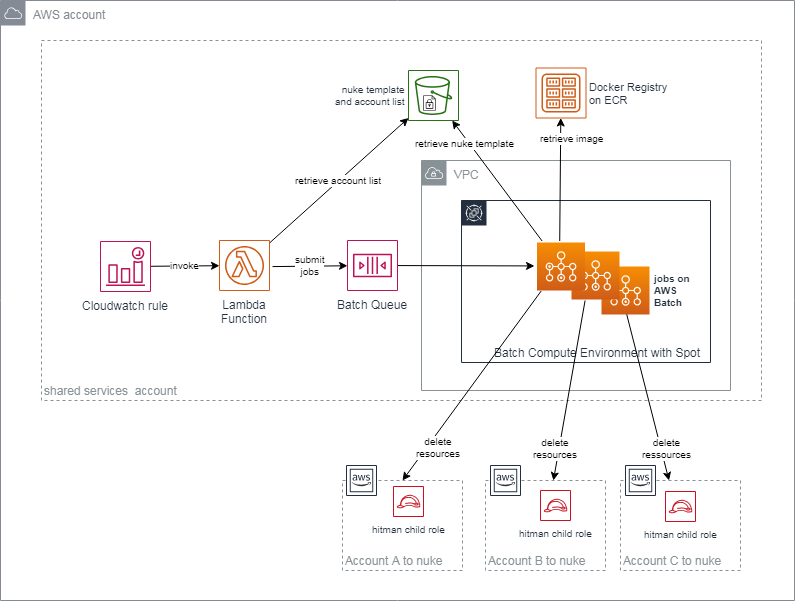 AWS account
nuke template
and account list
Docker Registry
on ECR
retrieve nuke template
retrieve image
VPC
retrieve account list
invoke
submit
jobs
jobs on
AWS
Batch
Cloudwatch rule
Lambda
Function
Batch Queue
Batch Compute Environment with Spot
shared services account
delete
resources
delete
resources
delete
ressources
aws
aws
aws
hitman child role
hitman child role
hitman child role
Account A to nuke
Account B to nuke
Account C to nuke